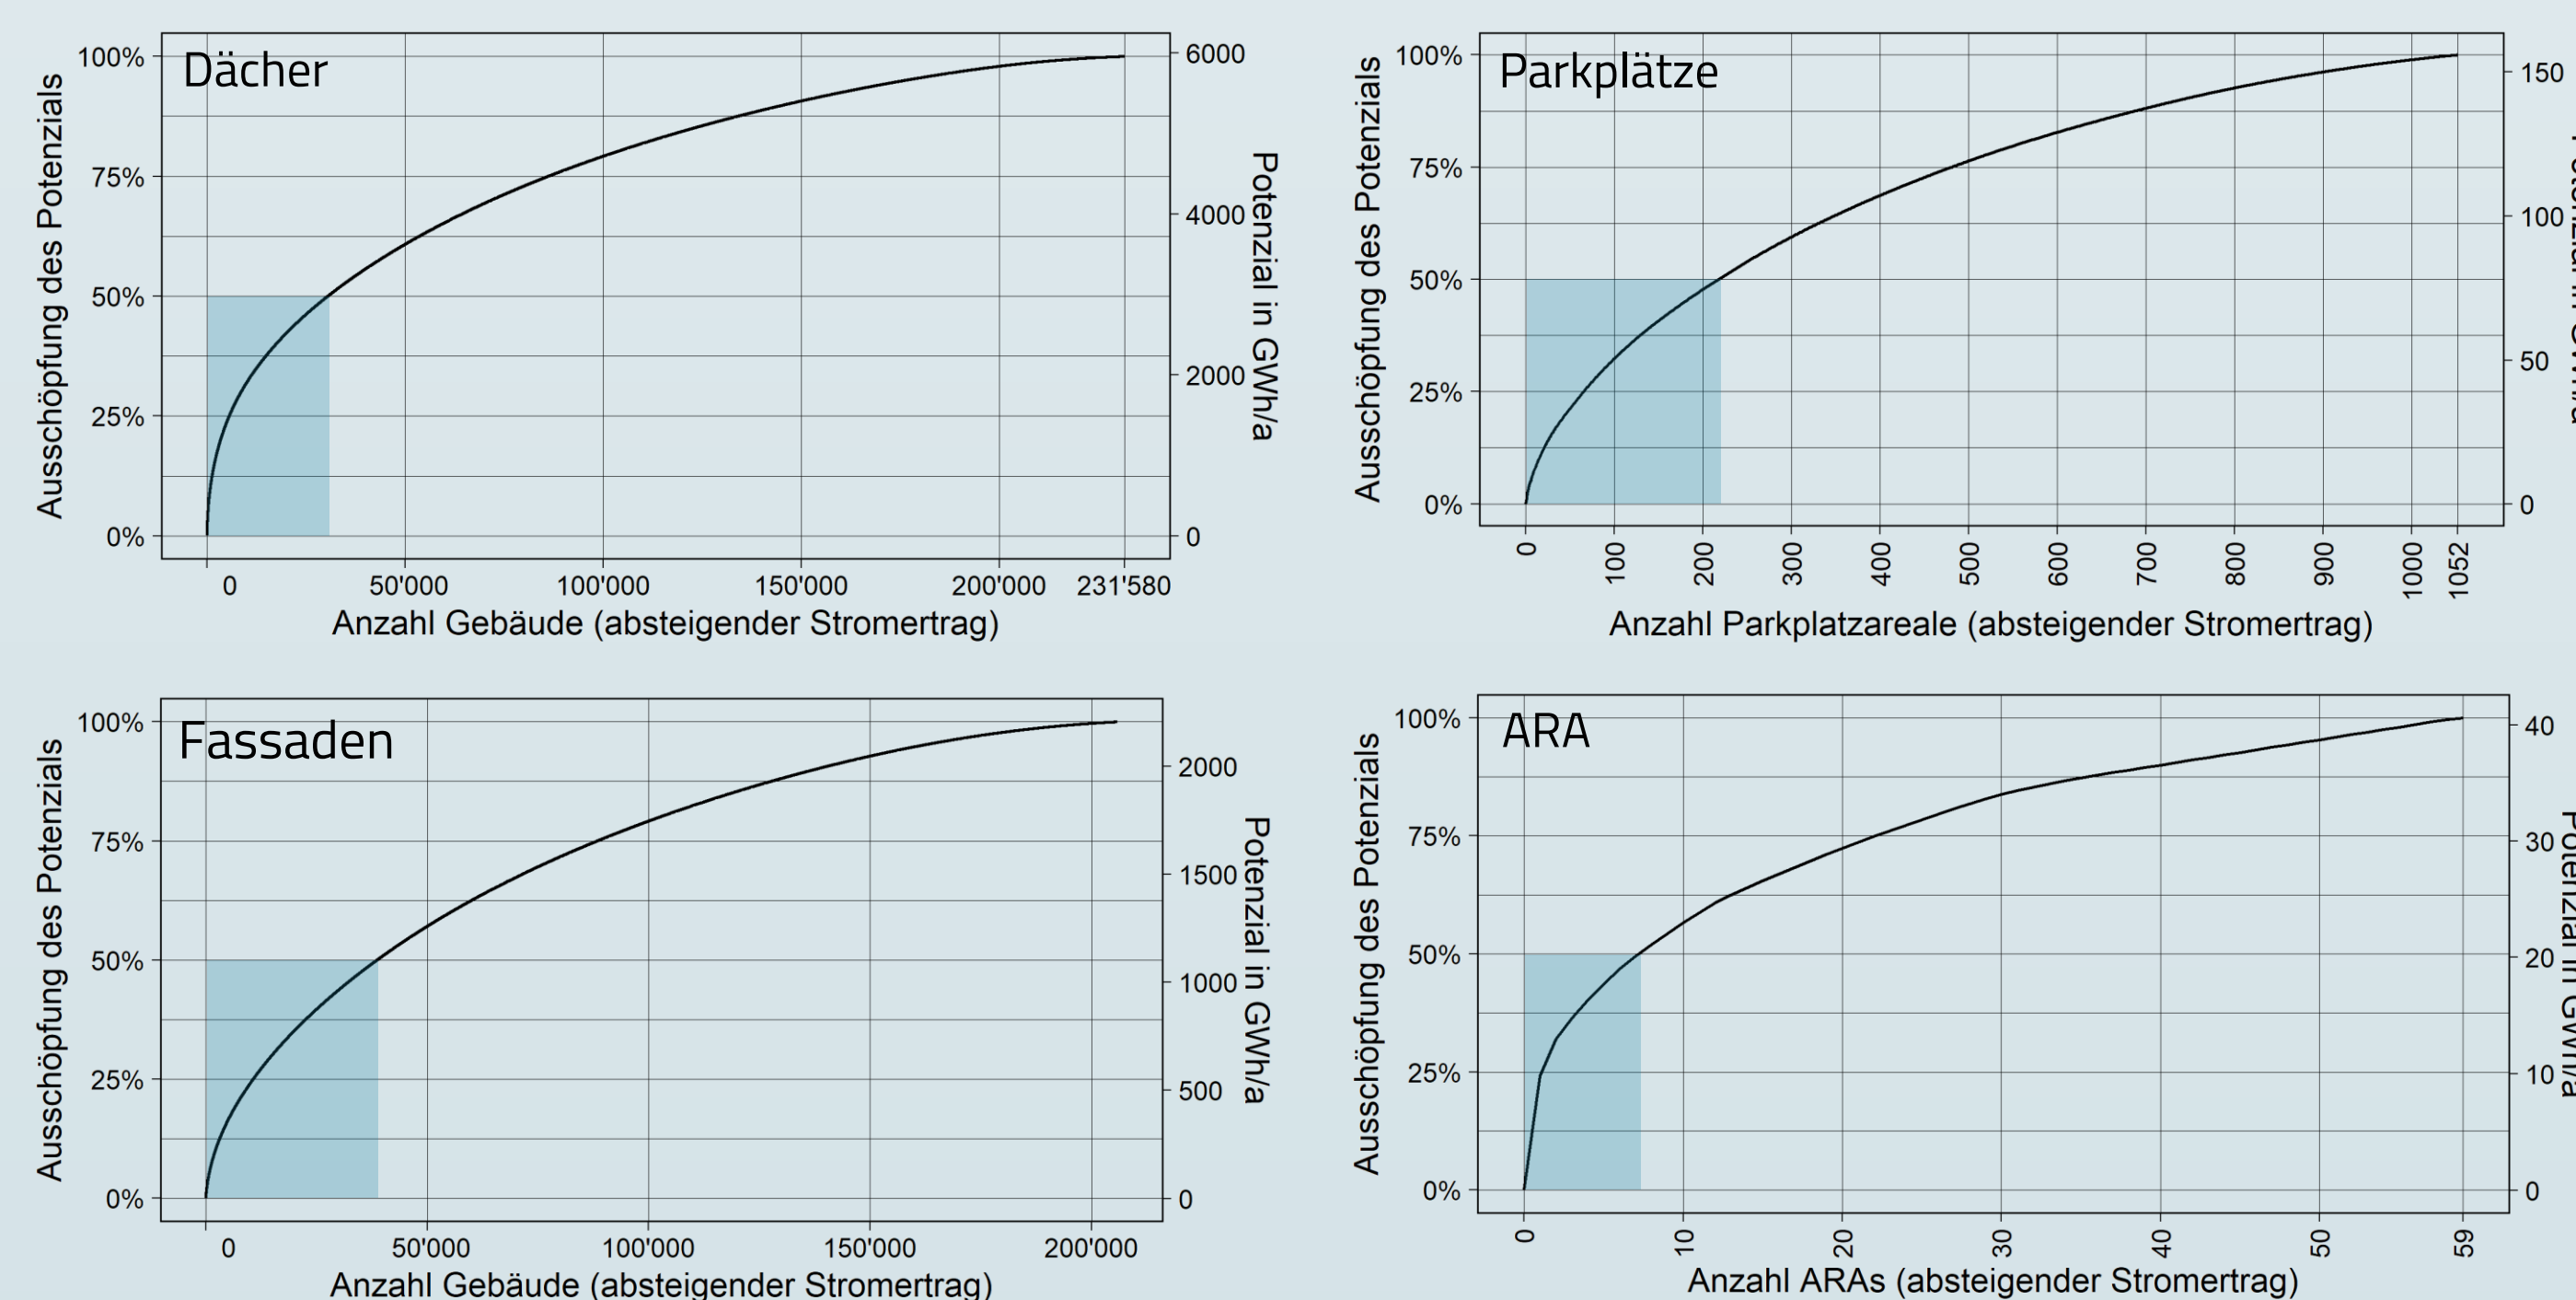 Dächer
Ausschöpfung des Potenzials
100%
75%
50%
25%
0%
6000
4000
2000
0
Potenzial in GWh/a
0 50'000 100'000 150'000 200'000 231'580
Anzahl Gebäude (absteigender Stromertrag)
Parkplätze
Ausschöpfung des Potenzials
100%
75%
50%
25%
0%
150
100
50
0
0 100 200 300 400 500 600 700 800 900 1000 1052
Anzahl Parkplatzareale (absteigender Stromertrag)
Fassaden
Ausschöpfung des Potenzials
100%
75%
50%
25%
0%
2000
1500
1000
500
0
Potenzial in GWh/a
0 50'000 100'000 150'000 200'000
Anzahl Gebäude (absteigender Stromertrag)
ARA
Ausschöpfung des Potenzials
100%
75%
50%
25%
0%
40
30
20
10
0
Potenzial in GWh/a
0 10 20 30 40 50 59
Anzahl ARAs (absteigender Stromertrag)